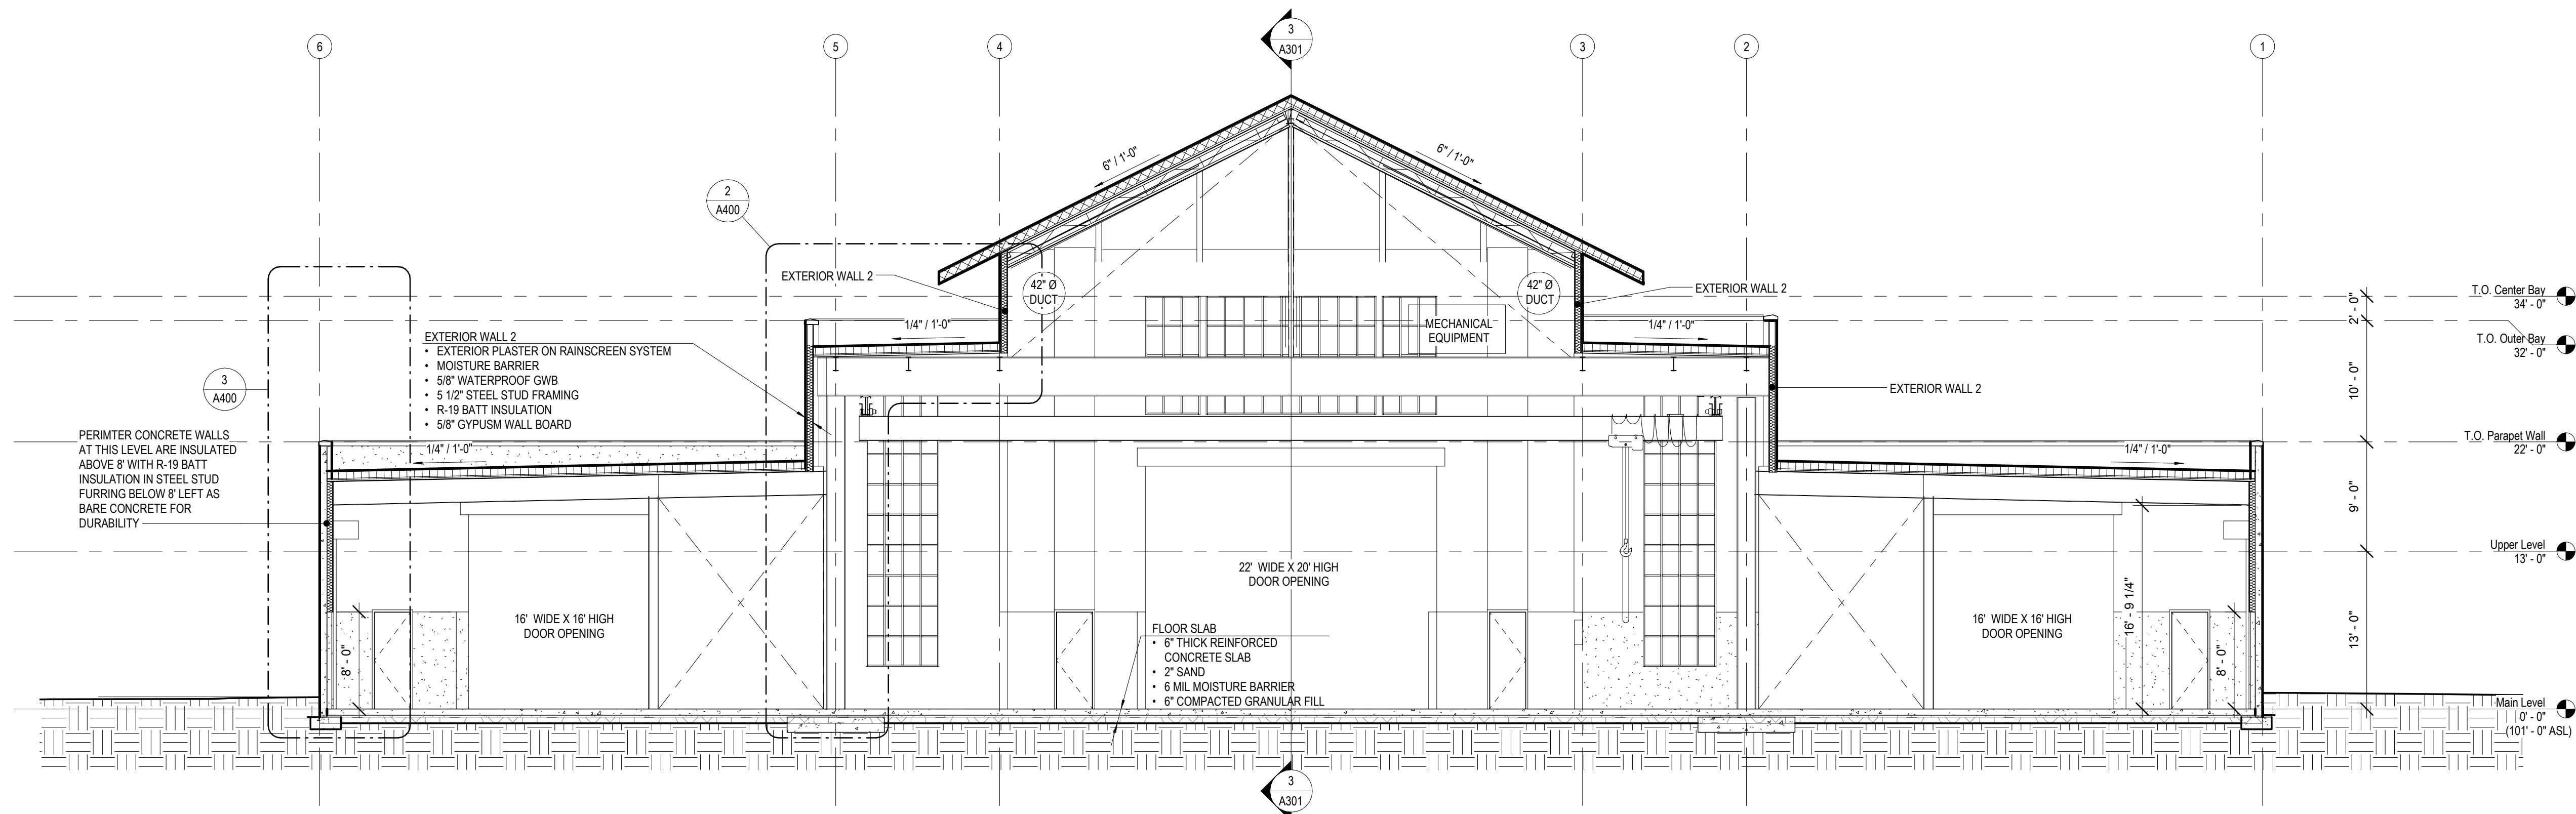 6
5
4
3
A301
3
2
1
6" / 1'-0"
6" / 1'-0"
2
A400
EXTERIOR WALL 2
42" Ø
DUCT
42" Ø
DUCT
EXTERIOR WALL 2
T.O. Center Bay
34' - 0"
2' - 0"
1/4" / 1'-0"
MECHANICAL
EQUIPMENT
1/4" / 1'-0"
T.O. Outer Bay
32' - 0"
EXTERIOR WALL 2
• EXTERIOR PLASTER ON RAINSCREEN SYSTEM
• MOISTURE BARRIER
• 5/8" WATERPROOF GWB
• 5 1/2" STEEL STUD FRAMING
• R-19 BATT INSULATION
• 5/8" GYPUSM WALL BOARD
3
A400
EXTERIOR WALL 2
10' - 0"
PERIMTER CONCRETE WALLS
AT THIS LEVEL ARE INSULATED
ABOVE 8' WITH R-19 BATT
INSULATION IN STEEL STUD
FURRING BELOW 8' LEFT AS
BARE CONCRETE FOR
DURABILITY
1/4" / 1'-0"
1/4" / 1'-0"
T.O. Parapet Wall
22' - 0"
9' - 0"
Upper Level
13' - 0"
22' WIDE X 20' HIGH
DOOR OPENING
16' WIDE X 16' HIGH
DOOR OPENING
16' - 9 1/4"
16' WIDE X 16' HIGH
DOOR OPENING
13' - 0"
8' - 0"
FLOOR SLAB
• 6" THICK REINFORCED
CONCRETE SLAB
• 2" SAND
• 6 MIL MOISTURE BARRIER
• 6" COMPACTED GRANULAR FILL
8' - 0"
Main Level
0' - 0"
(101' - 0" ASL)
3
A301